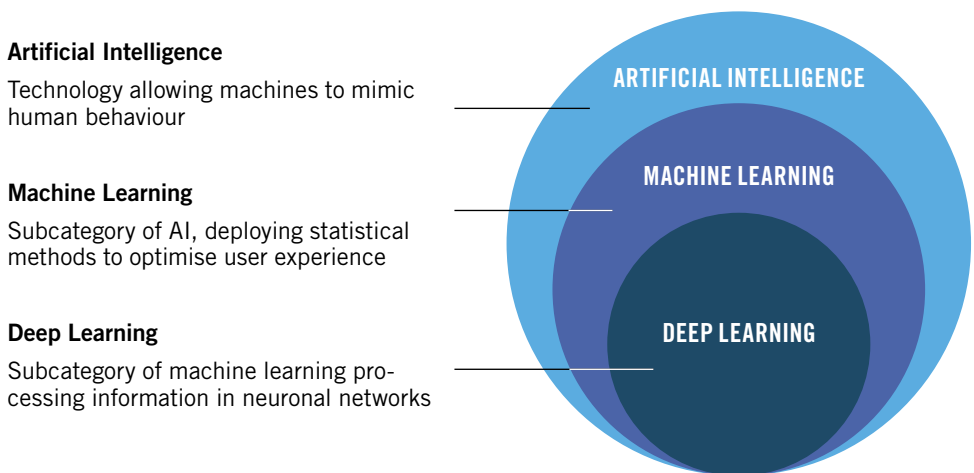 Artificial Intelligence
Technology allowing machines to mimic
human behaviour
Machine Learning
Subcategory of AI, deploying statistical
methods to optimise user experience
Deep Learning
Subcategory of machine learning pro-
cessing information in neuronal networks
ARTIFICIAL INTELLIGENCE
MACHINE LEARNING
DEEP LEARNING